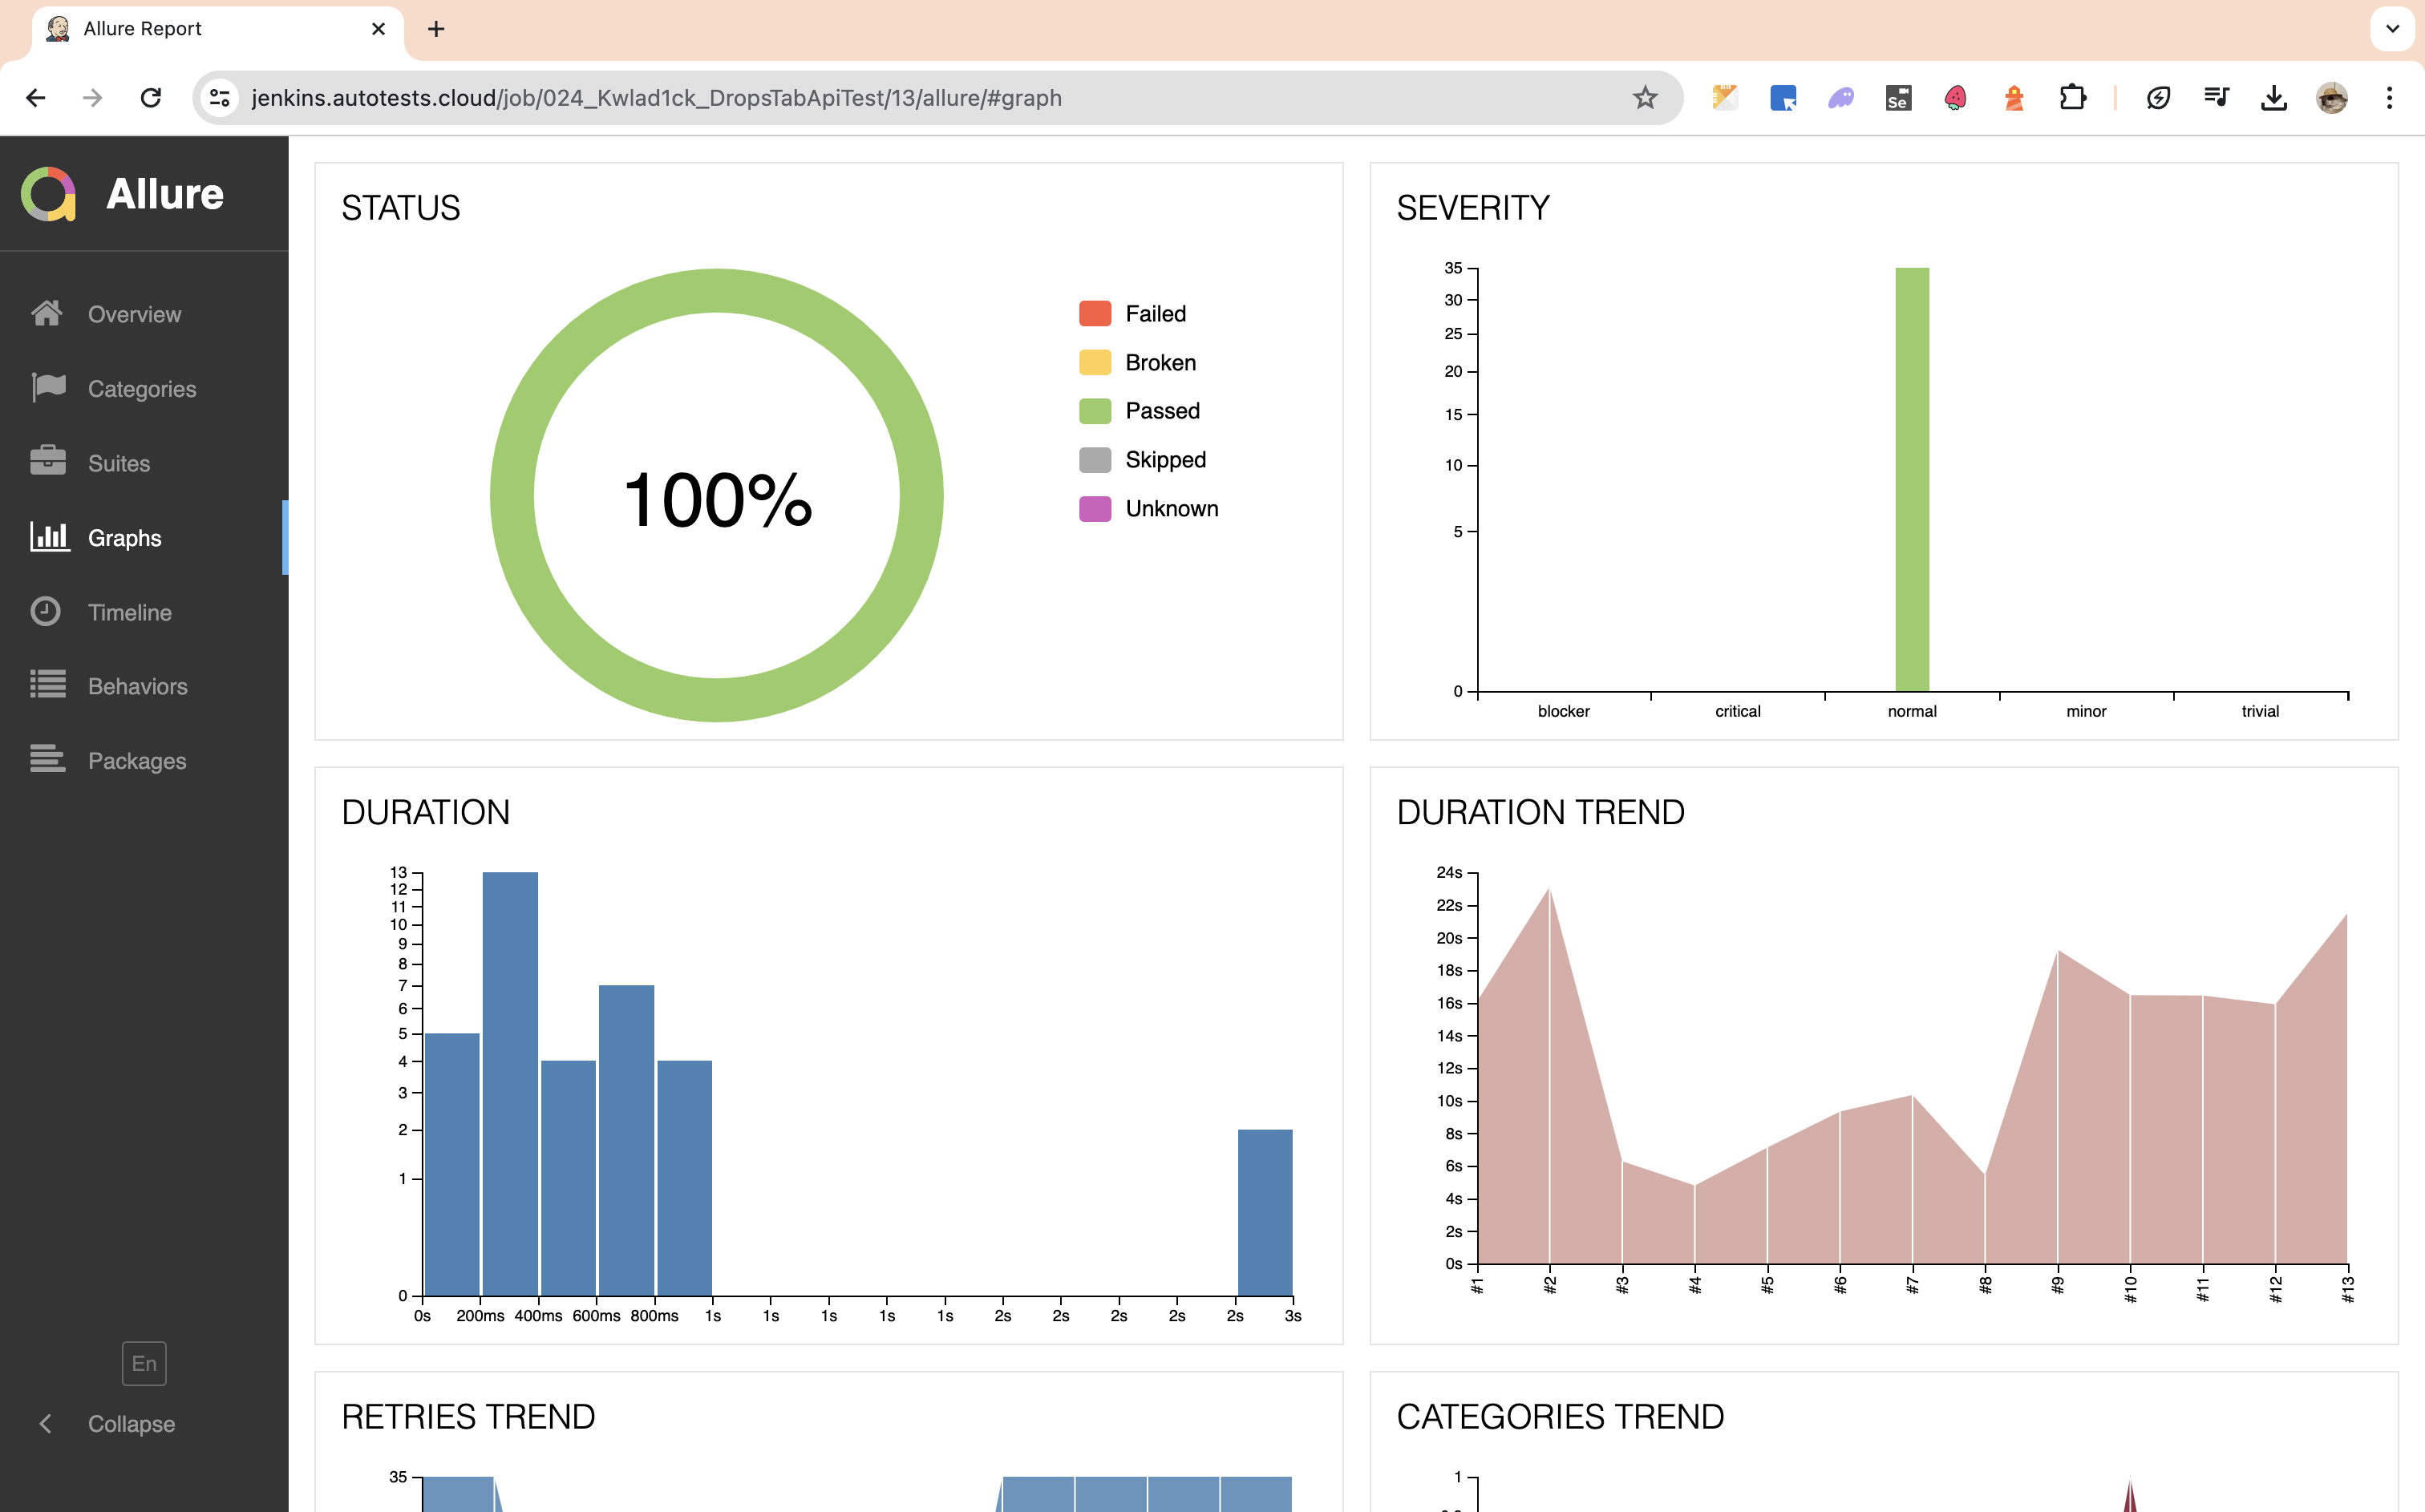 Allure Report
jenkins.autotests.cloud/job/024_Kwlad1ck_DropsTabApiTest/13/allure/#graph
Se
Allure
Overview
Categories
Suites
Graphs
Timeline
Behaviors
Packages
En
Collapse
STATUS
100%
Failed
Broken
Passed
Skipped
Unknown
SEVERITY
35
30
25
20
15
10
5
0
blocker critical normal minor trivial
DURATION
13
12
11
10
9
8
7
6
5
4
3
2
1
0
0s 200ms 400ms 600ms 800ms 1s 1s 1s 1s 1s 2s 2s 2s 2s 2s 3s
DURATION TREND
24s
22s
20s
18s
16s
14s
12s
10s
8s
6s
4s
2s
0s
#1 #2 #3 #4 #5 #6 #7 #8 #9 #10 #11 #12 #13
RETRIES TREND
35
CATEGORIES TREND
1